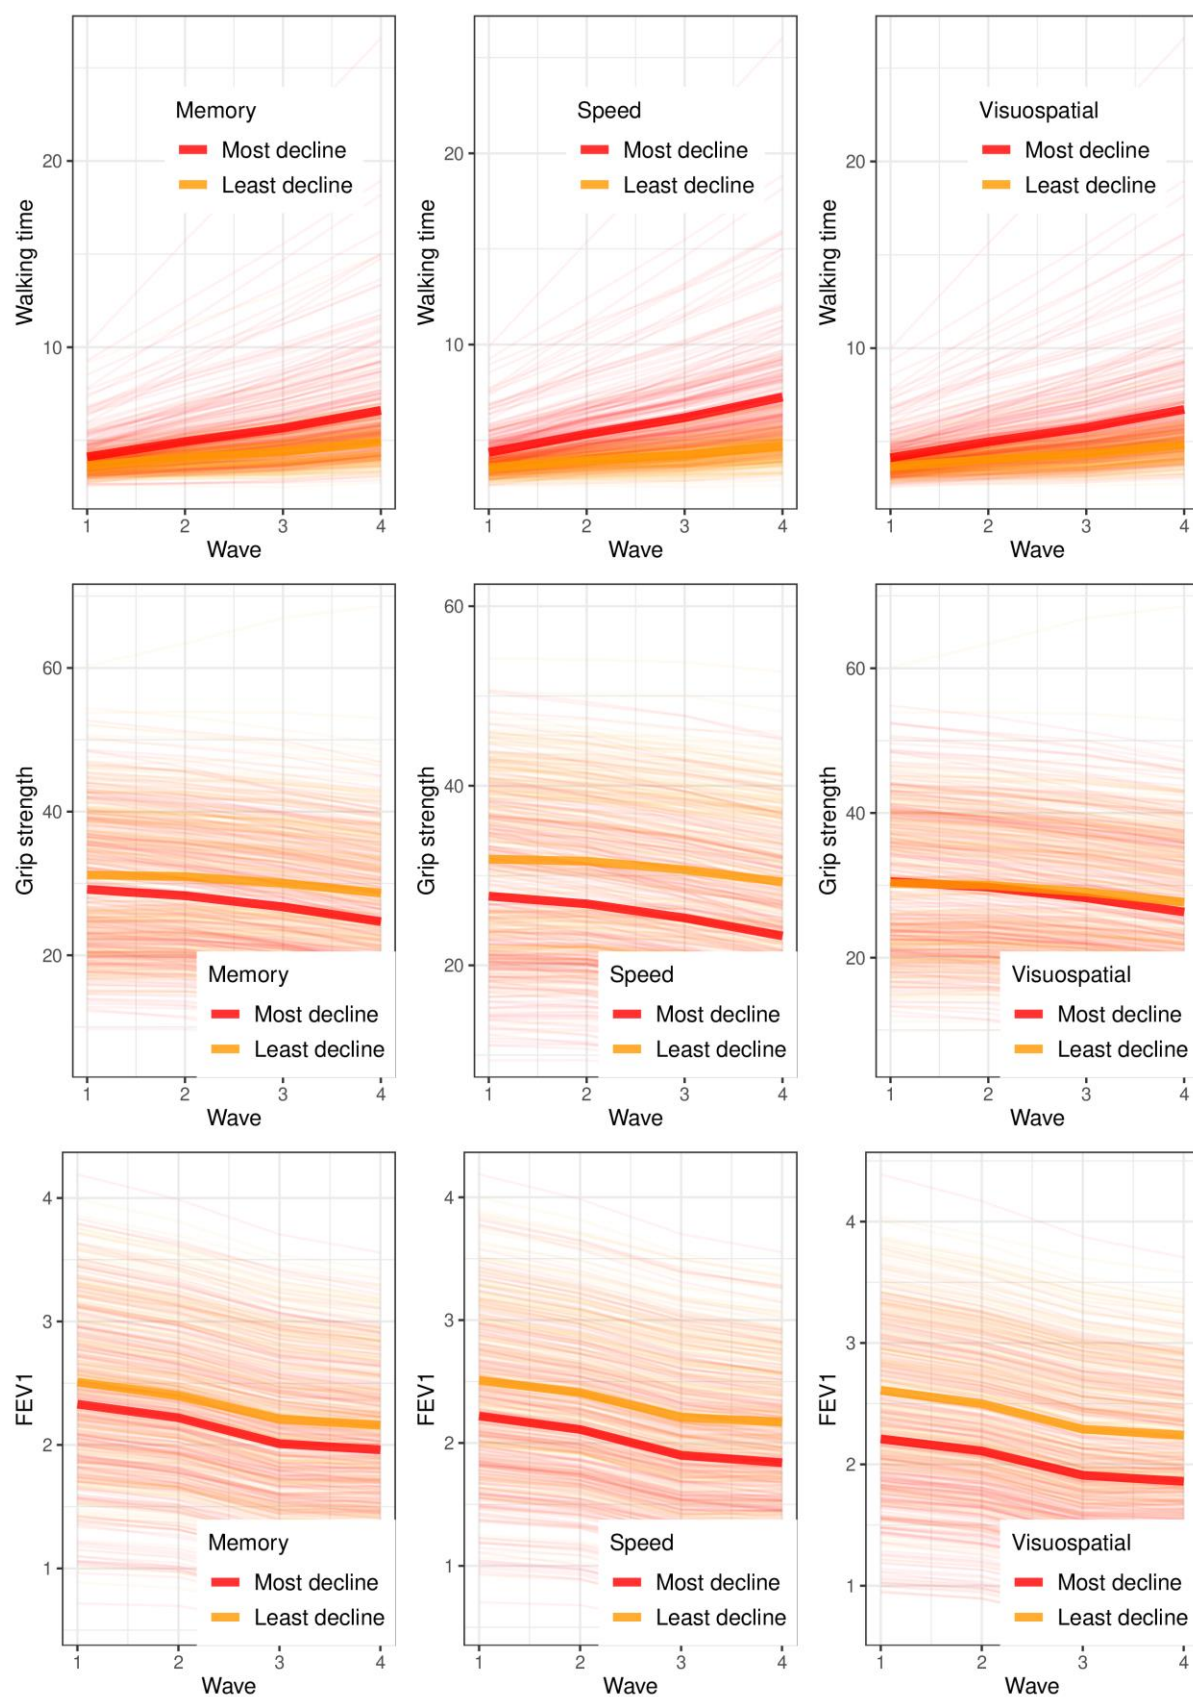 Memory
Most decline
Least decline
Walking time
20
10
1 2 3 4
Wave
Speed
Most decline
Least decline
Walking time
20
10
1 2 3 4
Wave
Visuospatial
Most decline
Least decline
Walking time
20
10
1 2 3 4
Wave
Grip strength
60
40
20
Memory
Most decline
Least decline
1 2 3 4
Wave
Grip strength
60
40
20
Speed
Most decline
Least decline
1 2 3 4
Wave
Grip strength
60
40
20
Visuospatial
Most decline
Least decline
1 2 3 4
Wave
FEV1
4
3
2
1
Memory
Most decline
Least decline
1 2 3 4
Wave
FEV1
4
3
2
1
Speed
Most decline
Least decline
1 2 3 4
Wave
FEV1
4
3
2
1
Visuospatial
Most decline
Least decline
1 2 3 4
Wave